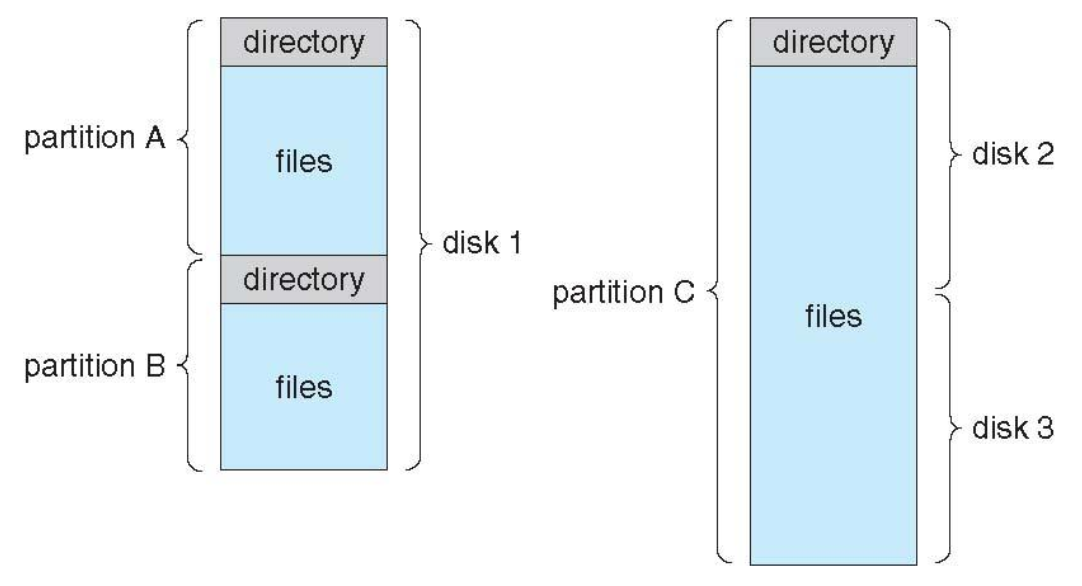 directory
partition A
files
disk 1
directory
partition B
files
directory
disk 2
partition C
files
disk 3